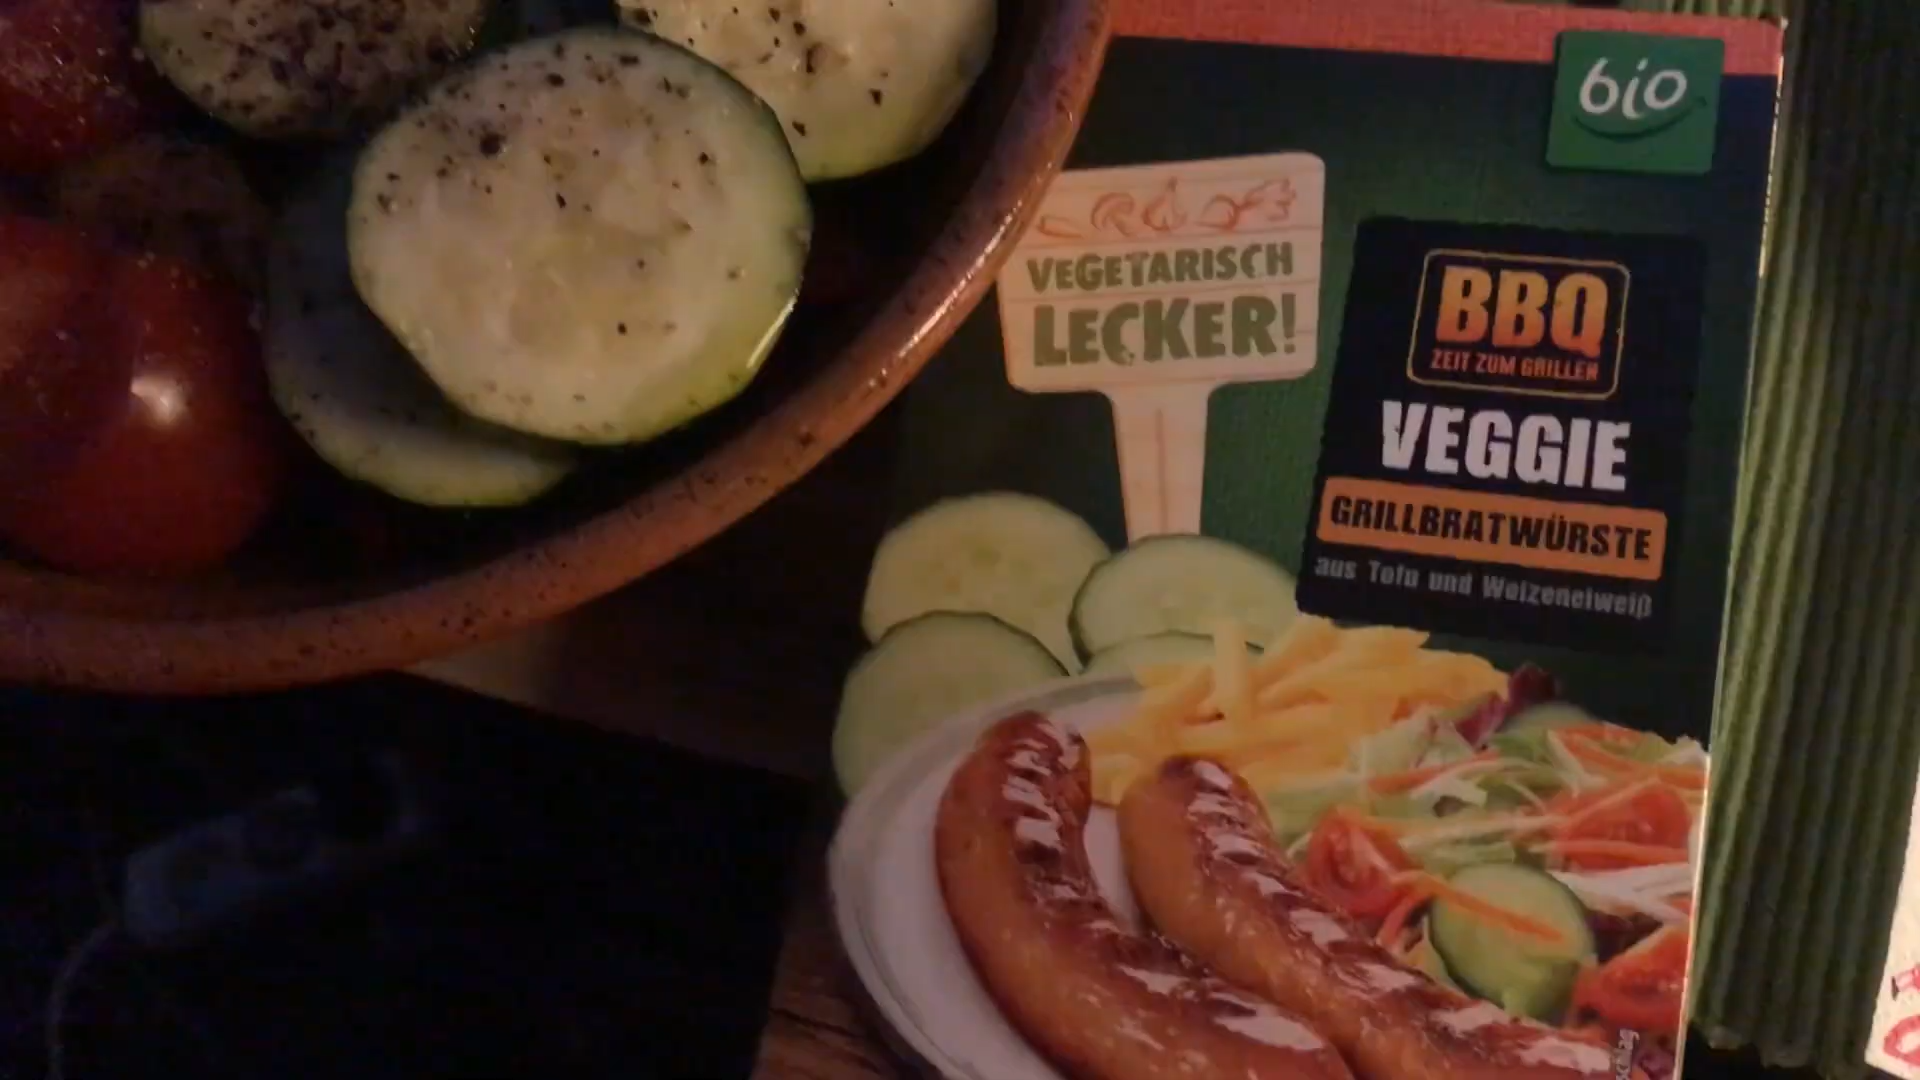 bio
VEGETARISCH
LECKER!
BBQ
ZEIT ZUM GRILLEN
VEGGIE
GRILLBRATWÜRSTE
aus Tofu und Weizeneiweiß